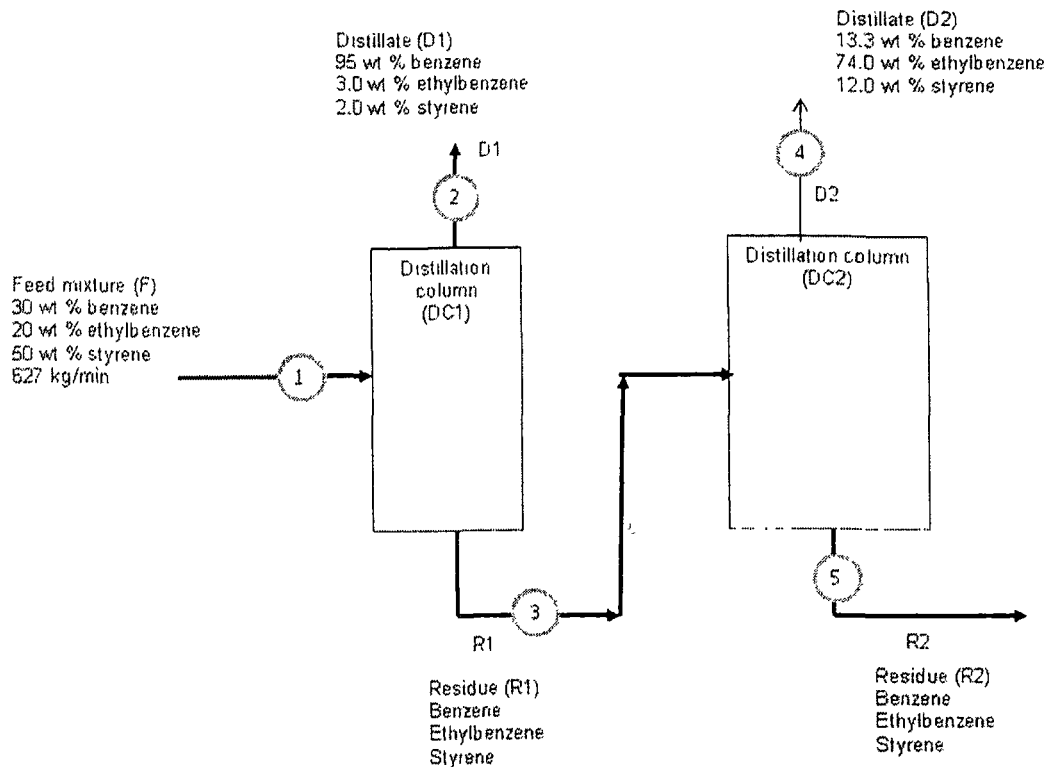 Distillate (D1)
95 wt % benzene
3.0 wt % ethylbenzene
2.0 wt % styrene
D1
2
Distillate (D2)
13.3 wt % benzene
74.0 wt % ethylbenzene
12.0 wt % styrene
4
D2
Feed mixture (F)
30 wt % benzene
20 wt % ethylbenzene
50 wt % styrene
627 kg/min
1
Distillation
column
(DC1)
Distillation column
(DC2)
3
R1
Residue (R1)
Benzene
Ethylbenzene
Styrene
5
R2
Residue (R2)
Benzene
Ethylbenzene
Styrene